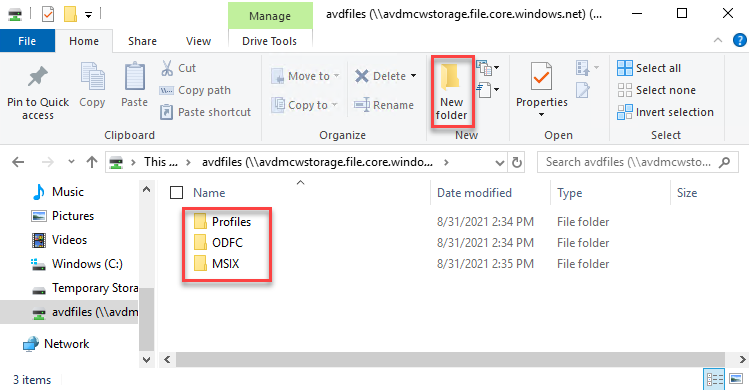 Manage
avdfiles (\\avdmcwstorage.file.core.windows.net) (...
File Home Share View Drive Tools
Pin to Quick access
Copy
Paste
Cut
Copy path
Paste shortcut
Clipboard
Move to
Copy to
Delete
Rename
Organize
New folder
New
Properties
Open
Select all
Select none
Invert selection
Select
This ... avdfiles (\\avdmcwstorage.file.core.windo...
Search avdfiles (\\avdmcwsto...
Music
Pictures
Videos
Windows (C:)
Temporary Stora
avdfiles (\\avdm
Network
Name Date modified Type Size
Profiles 8/31/2021 2:34 PM File folder
ODFC 8/31/2021 2:34 PM File folder
MSIX 8/31/2021 2:35 PM File folder
3 items